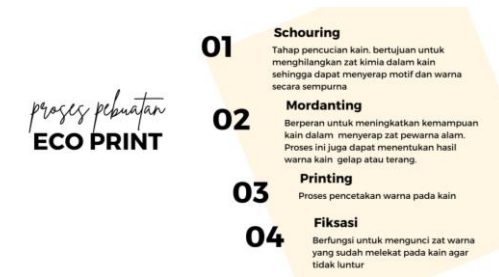 proses pebuatan
ECO PRINT
01
Schouring
Tahap pencucian kain. bertujuan untuk
menghilangkan zat kimia dalam kain
sehingga dapat menyerap motif dan warna
secara sempurna
02
Mordanting
Berperan untuk meningkatkan kemampuan
kain dalam menyerap zat pewarna alam.
Proses ini juga dapat menentukan hasil
warna kain gelap atau terang.
03
Printing
Proses pencetakan warna pada kain
04
Fiksasi
Berfungsi untuk mengunci zat warna
yang sudah melekat pada kain agar
tidak luntur